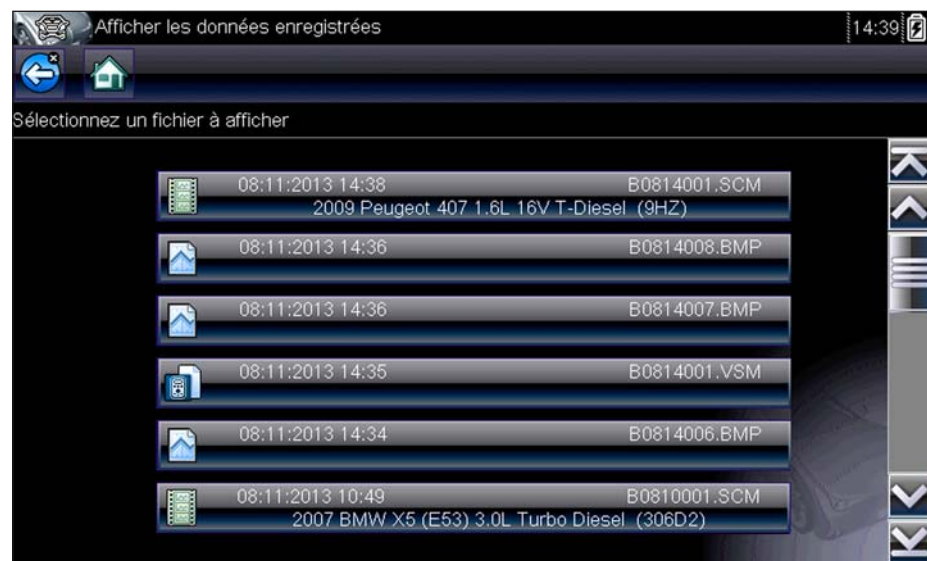 Afficher les données enregistrées 14:39
Sélectionnez un fichier à afficher
08:11:2013 14:38 B0814001.SCM
2009 Peugeot 407 1.6L 16V T-Diesel (9HZ)
08:11:2013 14:36 B0814008.BMP
08:11:2013 14:36 B0814007.BMP
08:11:2013 14:35 B0814001.VSM
08:11:2013 14:34 B0814006.BMP
08:11:2013 10:49 B0810001.SCM
2007 BMW X5 (E53) 3.0L Turbo Diesel (306D2)